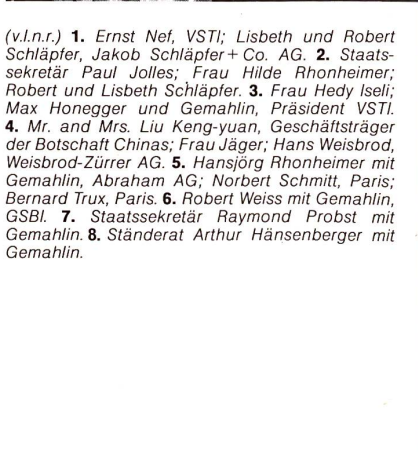 (v.l.n.r.) 1. Ernst Nef, VSTI; Lisbeth und Robert
Schläpfer, Jakob Schläpfer + Co. AG. 2. Staats-
sekretär Paul Jolles; Frau Hilde Rhonheimer;
Robert und Lisbeth Schläpfer. 3. Frau Hedy Iseli;
Max Honegger und Gemahlin, Präsident VSTI.
4. Mr. and Mrs. Liu Keng-yuan, Geschäftsträger
der Botschaft Chinas; Frau Jäger; Hans Weisbrod,
Weisbrod-Zürrer AG. 5. Hansjörg Rhonheimer mit
Gemahlin, Abraham AG; Norbert Schmitt, Paris;
Bernard Trux, Paris. 6. Robert Weiss mit Gemahlin,
GSBI. 7. Staatssekretär Raymond Probst mit
Gemahlin. 8. Ständerat Arthur Hänsenberger mit
Gemahlin.